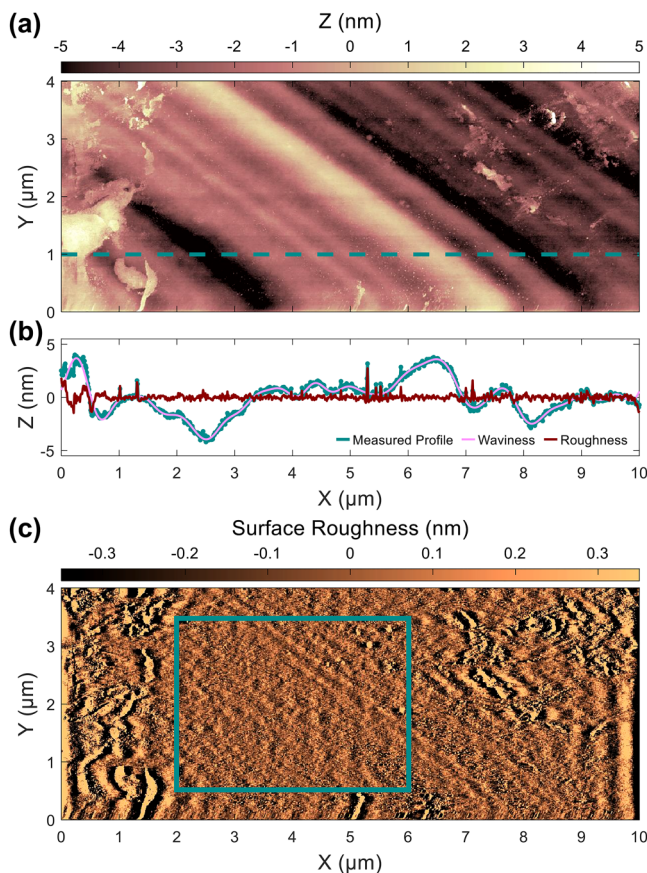 (a)
Z (nm)
-5 -4 -3 -2 -1 0 1 2 3 4 5
4
3
Y (µm)
2
1
0
(b)
5
Z (nm)
0
-5
Measured Profile Waviness Roughness
0 1 2 3 4 5 6 7 8 9 10
X (µm)
(c)
Surface Roughness (nm)
-0.3 -0.2 -0.1 0 0.1 0.2 0.3
4
3
Y (µm)
2
1
0
0 1 2 3 4 5 6 7 8 9 10
X (µm)